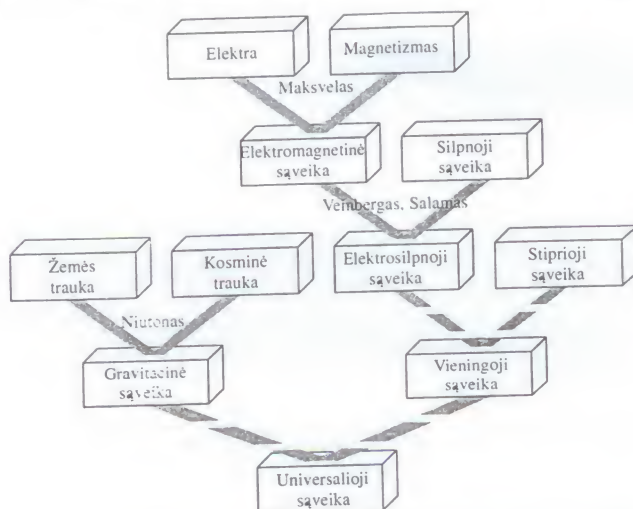 Elektra
Magnetizmas
Maksvelas
Elektromagnetinė
sąveika
Silpnoji
sąveika
Veinbergas, Salamas
Žemės
trauka
Kosminė
trauka
Elektrosilpnoji
sąveika
Stiprioji
sąveika
Niutonas
Gravitacinė
sąveika
Vieningoji
sąveika
Universalioji
sąveika